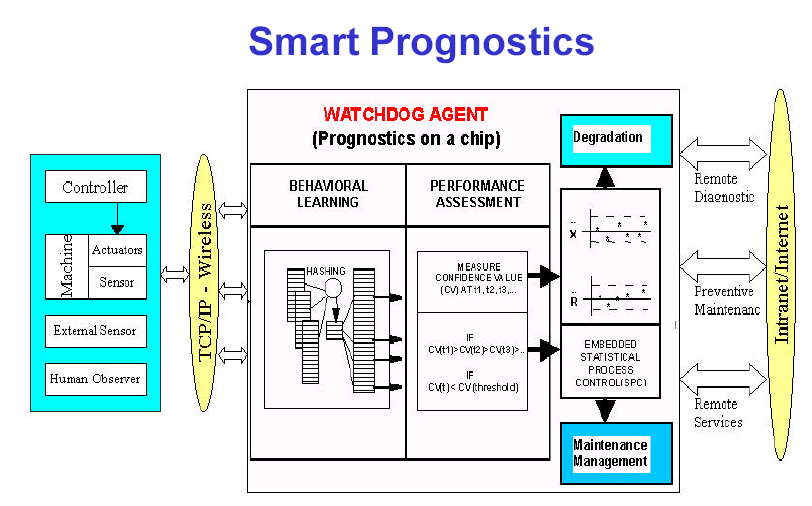 Smart Prognostics
WATCHDOG AGENT
(Prognostics on a chip)
Controller
Machine
Actuators
Sensor
External Sensor
Human Observer
TCP/IP - Wireless
BEHAVIORAL
LEARNING
HASHING
PERFORMANCE
ASSESSMENT
MEASURE
CONFIDENCE VALUE
(CV) AT t1, t2, t3,...
IF
CV(t1)>CV(t2)>CV(t3)>..
IF
CV(t)< CV(threshold)
Degradation
X
R
EMBEDDED
STATISTICAL
PROCESS
CONTROL(SPC)
Maintenance
Management
Remote
Diagnostic
Preventive
Maintenanc
Remote
Services
Intranet/Internet